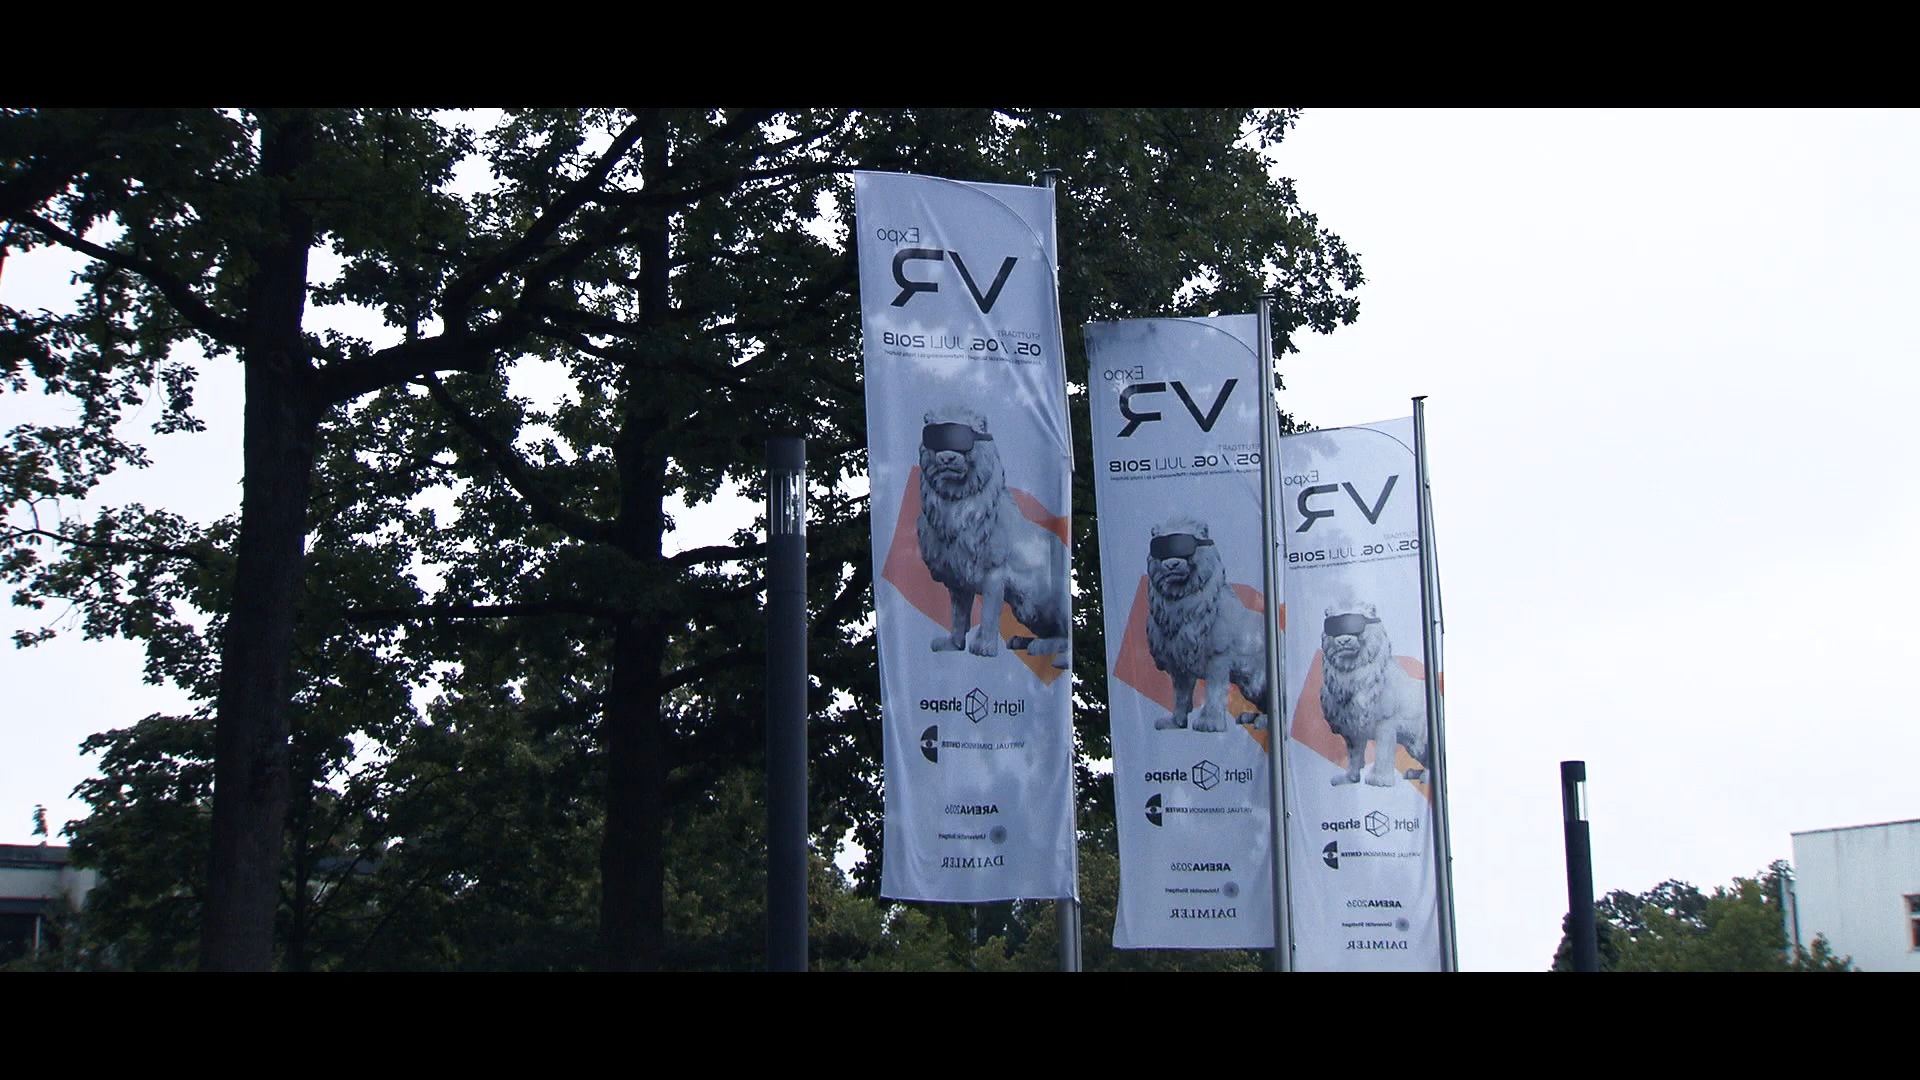 Expo
VR
STUTTGART
05. / 06. JULI 2018
light shape
VIRTUAL DIMENSION CENTER
ARENA2036
Universität Stuttgart
DAIMLER
Expo
VR
STUTTGART
05. / 06. JULI 2018
light shape
VIRTUAL DIMENSION CENTER
ARENA2036
Universität Stuttgart
DAIMLER
Expo
VR
STUTTGART
05. / 06. JULI 2018
light shape
VIRTUAL DIMENSION CENTER
ARENA2036
Universität Stuttgart
DAIMLER